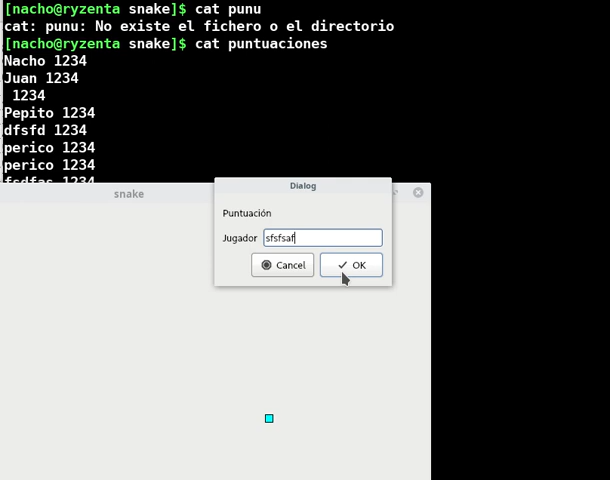 [nacho@ryzenta snake]$ cat punu
cat: punu: No existe el fichero o el directorio
[nacho@ryzenta snake]$ cat puntuaciones
Nacho 1234
Juan 1234
1234
Pepito 1234
dfsfd 1234
perico 1234
perico 1234
fsdfas 1234
snake
Dialog
Puntuación
Jugador sfsfsaf
Cancel OK